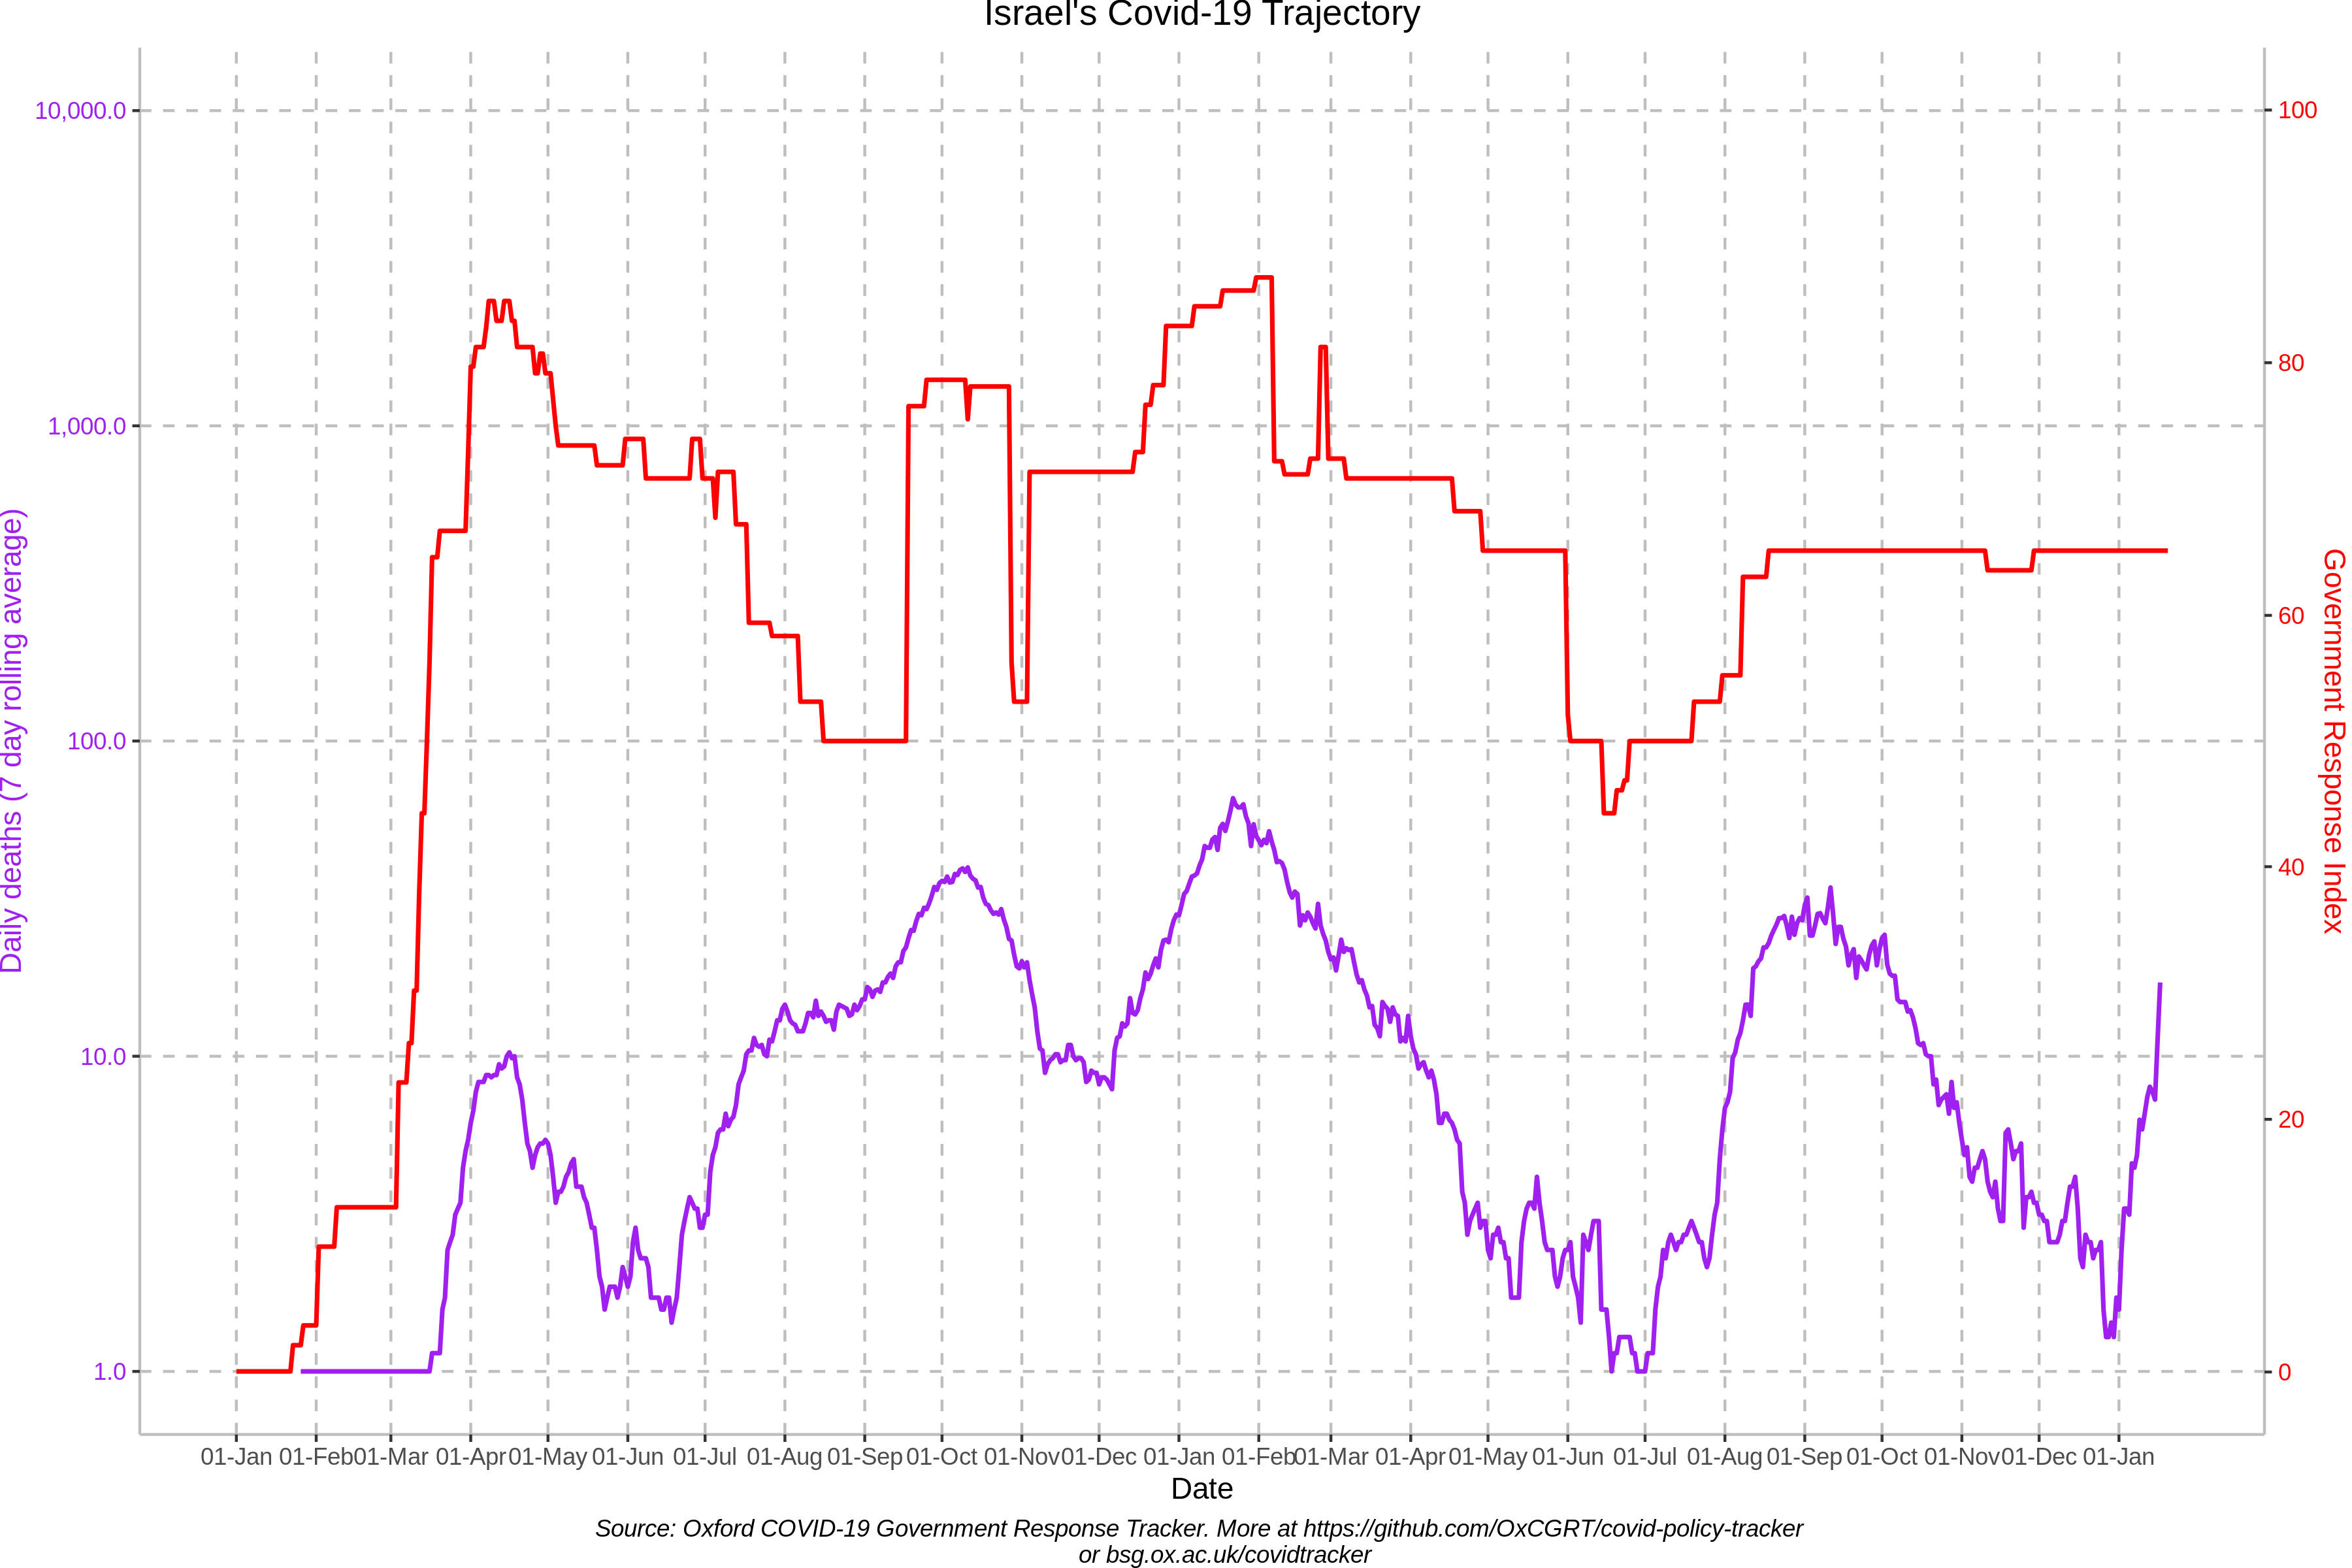 Israel's Covid-19 Trajectory
10,000.0
1,000.0
100.0
10.0
1.0
Daily deaths (7 day rolling average)
100
80
60
40
20
0
Government Response Index
01-Jan 01-Feb 01-Mar 01-Apr 01-May 01-Jun 01-Jul 01-Aug 01-Sep 01-Oct 01-Nov 01-Dec 01-Jan 01-Feb 01-Mar 01-Apr 01-May 01-Jun 01-Jul 01-Aug 01-Sep 01-Oct 01-Nov 01-Dec 01-Jan
Date
Source: Oxford COVID-19 Government Response Tracker. More at https://github.com/OxCGRT/covid-policy-tracker
or bsg.ox.ac.uk/covidtracker